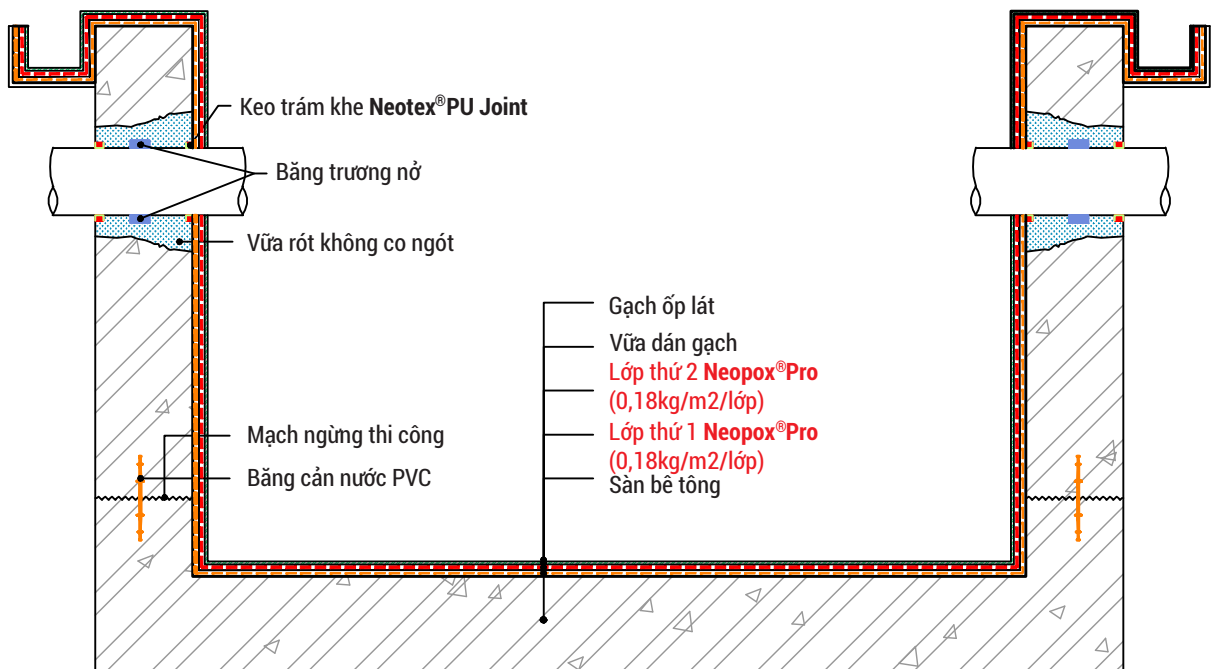 Keo trám khe Neotex®PU Joint
Băng trương nở
Vữa rót không co ngót
Gạch ốp lát
Vữa dán gạch
Lớp thứ 2 Neopox®Pro
(0,18kg/m2/lớp)
Lớp thứ 1 Neopox®Pro
(0,18kg/m2/lớp)
Sàn bê tông
Mạch ngừng thi công
Băng cản nước PVC